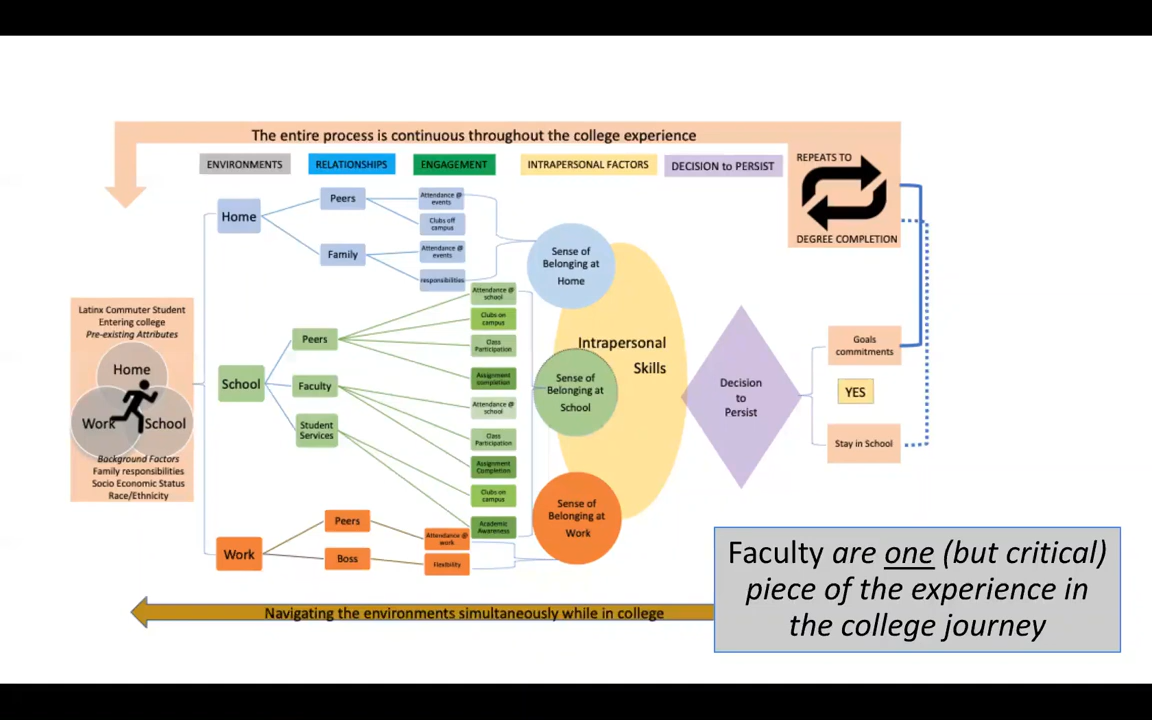 The entire process is continuous throughout the college experience
ENVIRONMENTS
RELATIONSHIPS
ENGAGEMENT
INTRAPERSONAL FACTORS
DECISION to PERSIST
REPEATS TO
DEGREE COMPLETION
Latinx Commuter Student
Entering college
Pre-existing Attributes
Home
Work
School
Background Factors
Family responsibilities
Socio Economic Status
Race/Ethnicity
Home
Peers
Attendance @
events
Clubs off
campus
Family
Attendance @
events
responsibilities
School
Peers
Faculty
Student
Services
Attendance @
school
Clubs on
campus
Class
Participation
Assignment
completion
Attendance @
school
Class
Participation
Assignment
Completion
Clubs on
campus
Academic
Awareness
Work
Peers
Boss
Attendance @
work
Flexibility
Sense of
Belonging at
Home
Sense of
Belonging at
School
Sense of
Belonging at
Work
Intrapersonal
Skills
Decision
to
Persist
Goals
commitments
YES
Stay in School
Navigating the environments simultaneously while in college
Faculty are one (but critical)
piece of the experience in
the college journey